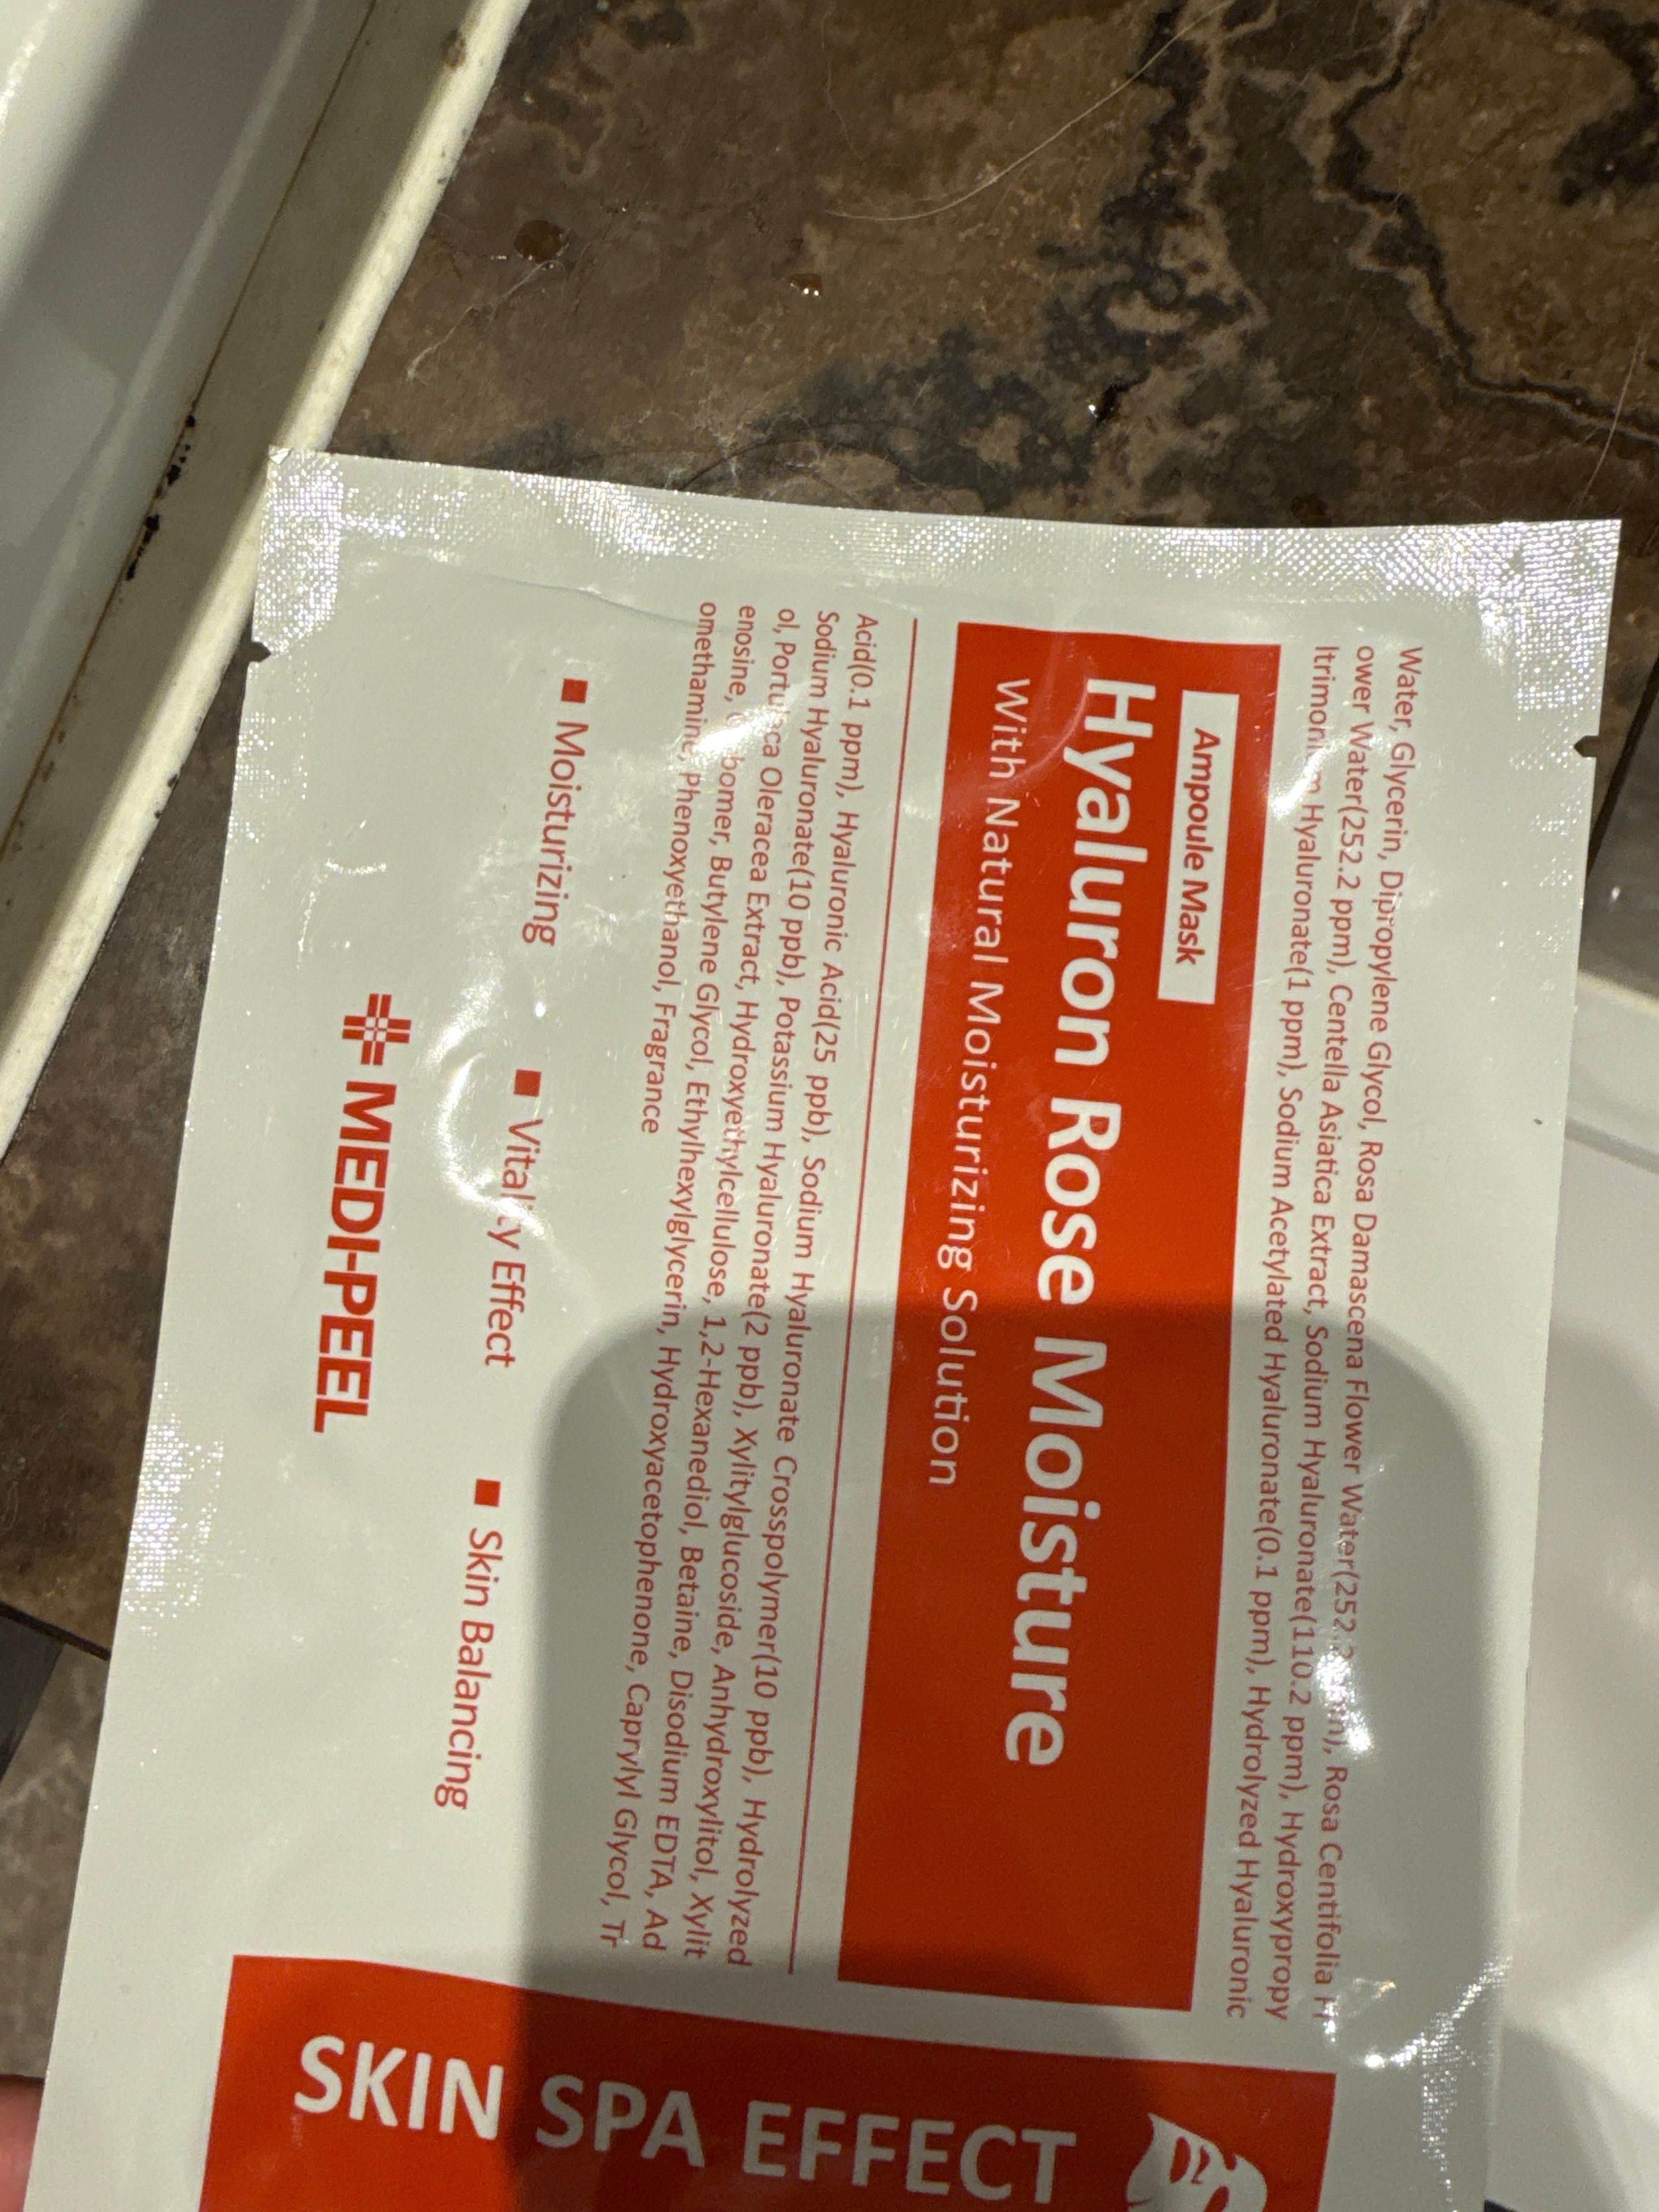 Water, Glycerin, Dipropylene Glycol, Rosa Damascena Flower Water(252.2 Rosa Centifolia Fl
ower Water(252.2 ppm), Centella Asiatica Extract, Sodium Hyaluronate(110.2 ppm), Hydroxypropy
ltrimonium Hyaluronate(1 ppm), Sodium Acetylated Hyaluronate(0.1 ppm), Hydrolyzed Hyaluronic
Ampoule Mask
Hyaluron Rose Moisture
With Natural Moisturizing Solution
Acid(0.1 ppm), Hyaluronic Acid(25 ppb), Sodium Hyaluronate Crosspolymer(10 ppb), Hydrolyzed
Sodium Hyaluronate(10 ppb), Potassium Hyaluronate(2 ppb), Xylitylglucoside, Anhydroxylitol, Xylit
ol, Portulaca Oleracea Extract, Hydroxyethylcellulose, 1,2-Hexanediol, Betaine, Disodium EDTA, Ad
enosine, Carbomer, Butylene Glycol, Ethylhexylglycerin, Hydroxyacetophenone, Caprylyl Glycol, Tr
omethamine, Phenoxyethanol, Fragrance
■ Moisturizing ■ Vitality Effect ■ Skin Balancing
MEDI-PEEL
SKIN SPA EFFECT